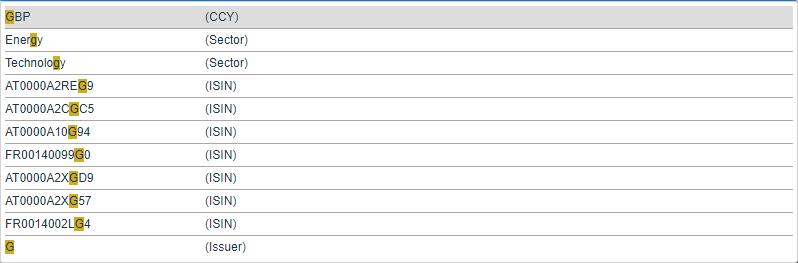 GBP (CCY)
Energy (Sector)
Technology (Sector)
AT0000A2REG9 (ISIN)
AT0000A2CGC5 (ISIN)
AT0000A10G94 (ISIN)
FR00140099G0 (ISIN)
AT0000A2XGD9 (ISIN)
AT0000A2XG57 (ISIN)
FR0014002LG4 (ISIN)
G (Issuer)